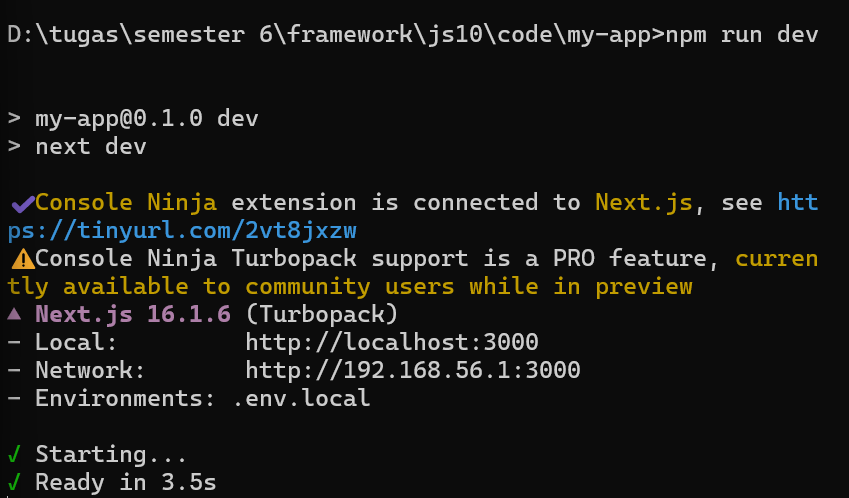 D:\tugas\semester 6\framework\js10\code\my-app>npm run dev
> my-app@0.1.0 dev
> next dev
✔Console Ninja extension is connected to Next.js, see htt
ps://tinyurl.com/2vt8jxzw
⚠Console Ninja Turbopack support is a PRO feature, curren
tly available to community users while in preview
▲ Next.js 16.1.6 (Turbopack)
- Local:         http://localhost:3000
- Network:       http://192.168.56.1:3000
- Environments: .env.local
√ Starting...
√ Ready in 3.5s